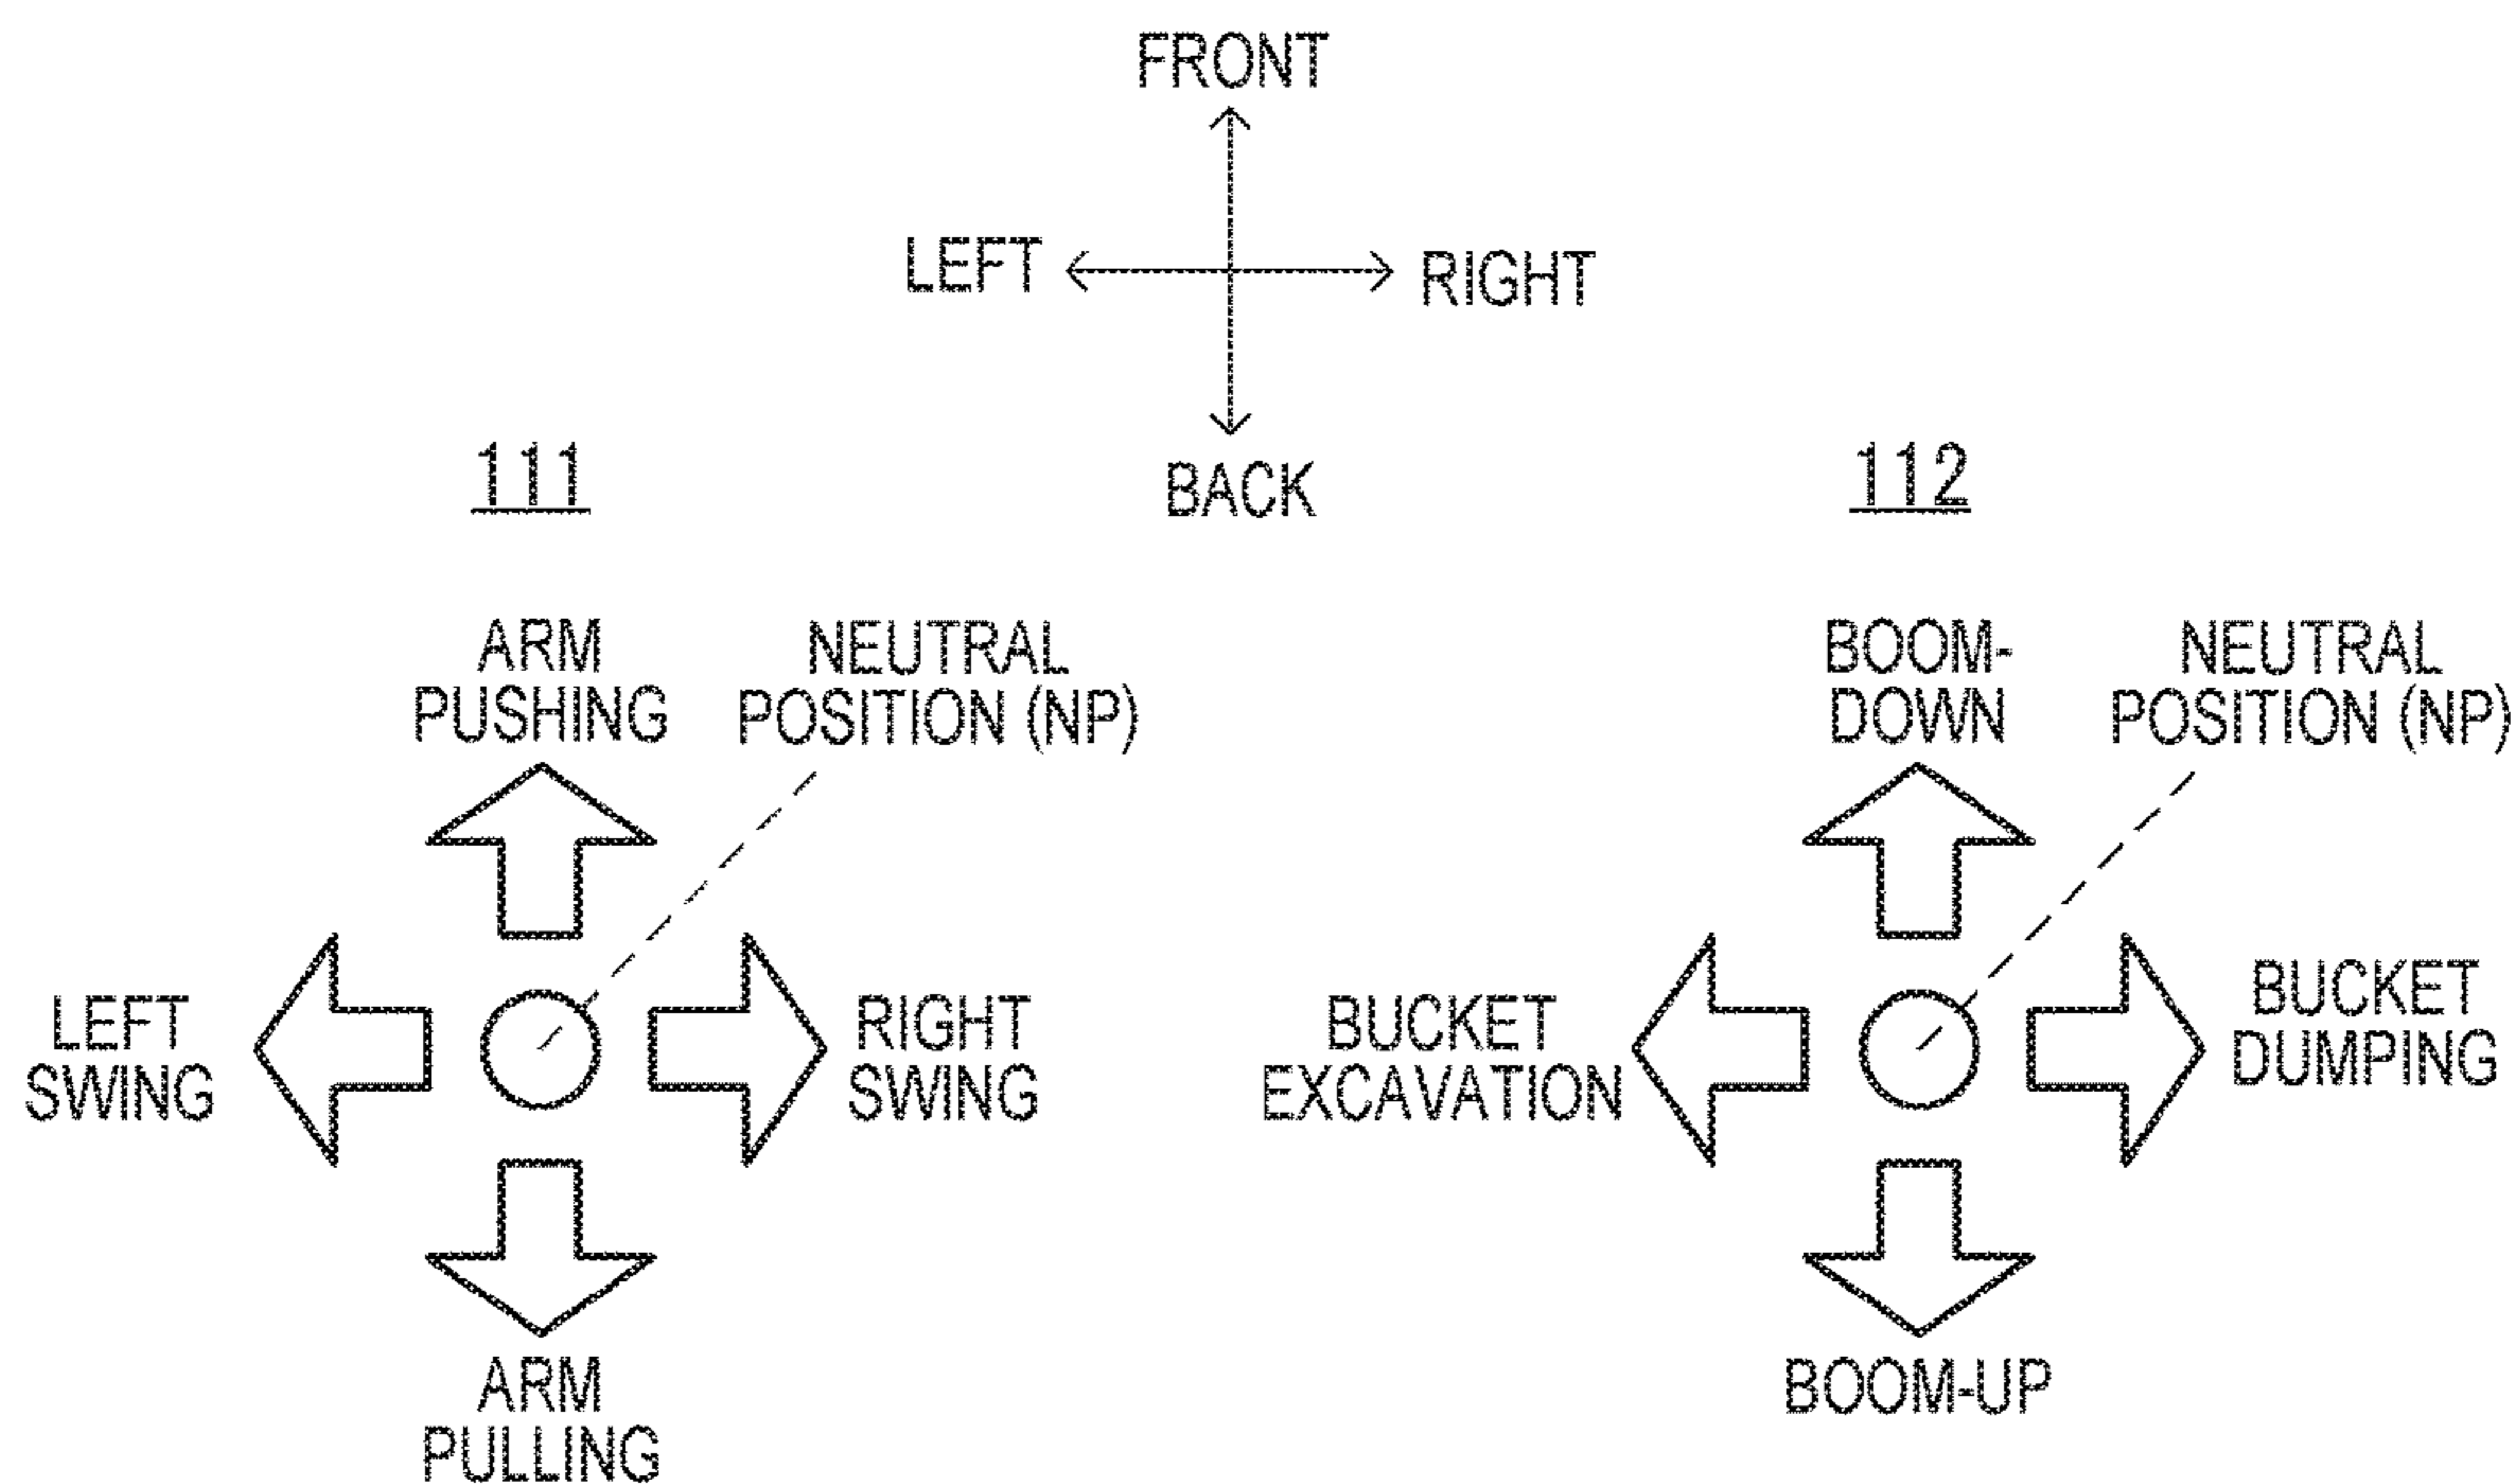 FRONT
LEFT
RIGHT
BACK
111
ARM
PUSHING
NEUTRAL
POSITION (NP)
LEFT
SWING
RIGHT
SWING
ARM
PULLING
112
BOOM-
DOWN
NEUTRAL
POSITION (NP)
BUCKET
EXCAVATION
BUCKET
DUMPING
BOOM-UP